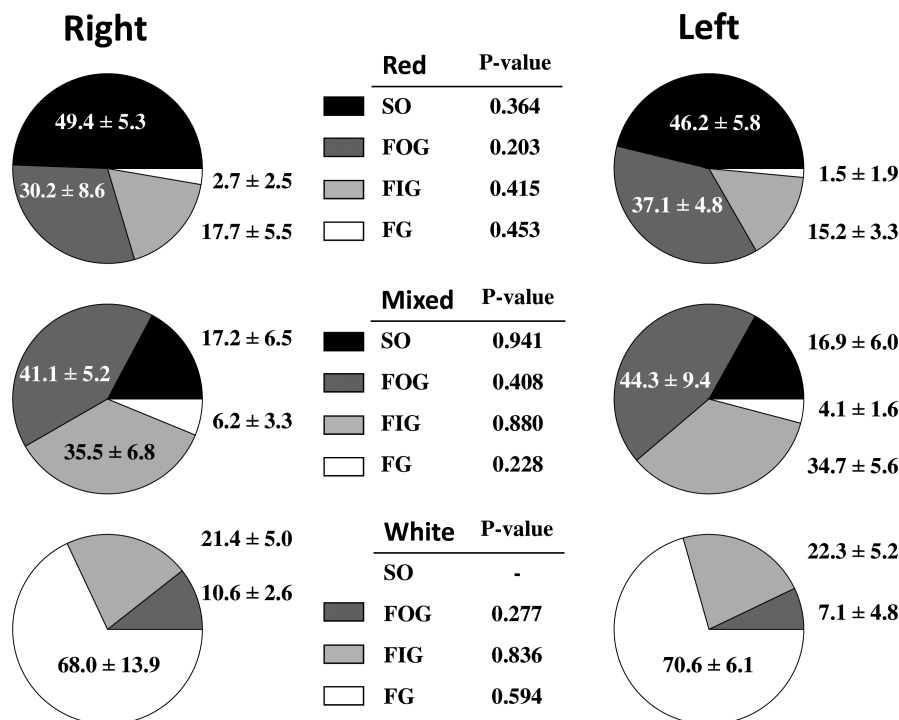 Right
Left
Red P-value
SO 0.364
FOG 0.203
FIG 0.415
FG 0.453
49.4 ± 5.3
30.2 ± 8.6
2.7 ± 2.5
17.7 ± 5.5
46.2 ± 5.8
37.1 ± 4.8
1.5 ± 1.9
15.2 ± 3.3
Mixed P-value
SO 0.941
FOG 0.408
FIG 0.880
FG 0.228
17.2 ± 6.5
41.1 ± 5.2
6.2 ± 3.3
35.5 ± 6.8
16.9 ± 6.0
44.3 ± 9.4
4.1 ± 1.6
34.7 ± 5.6
White P-value
SO -
FOG 0.277
FIG 0.836
FG 0.594
21.4 ± 5.0
10.6 ± 2.6
68.0 ± 13.9
22.3 ± 5.2
7.1 ± 4.8
70.6 ± 6.1